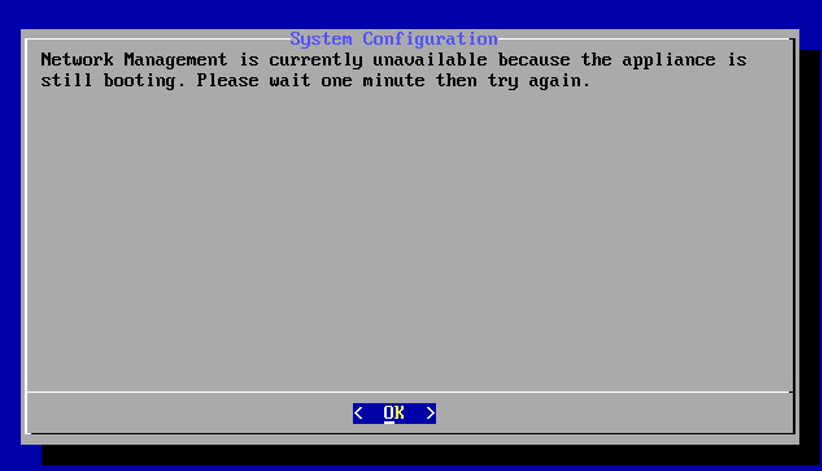 System Configuration
Network Management is currently unavailable because the appliance is
still booting. Please wait one minute then try again.
< OK >